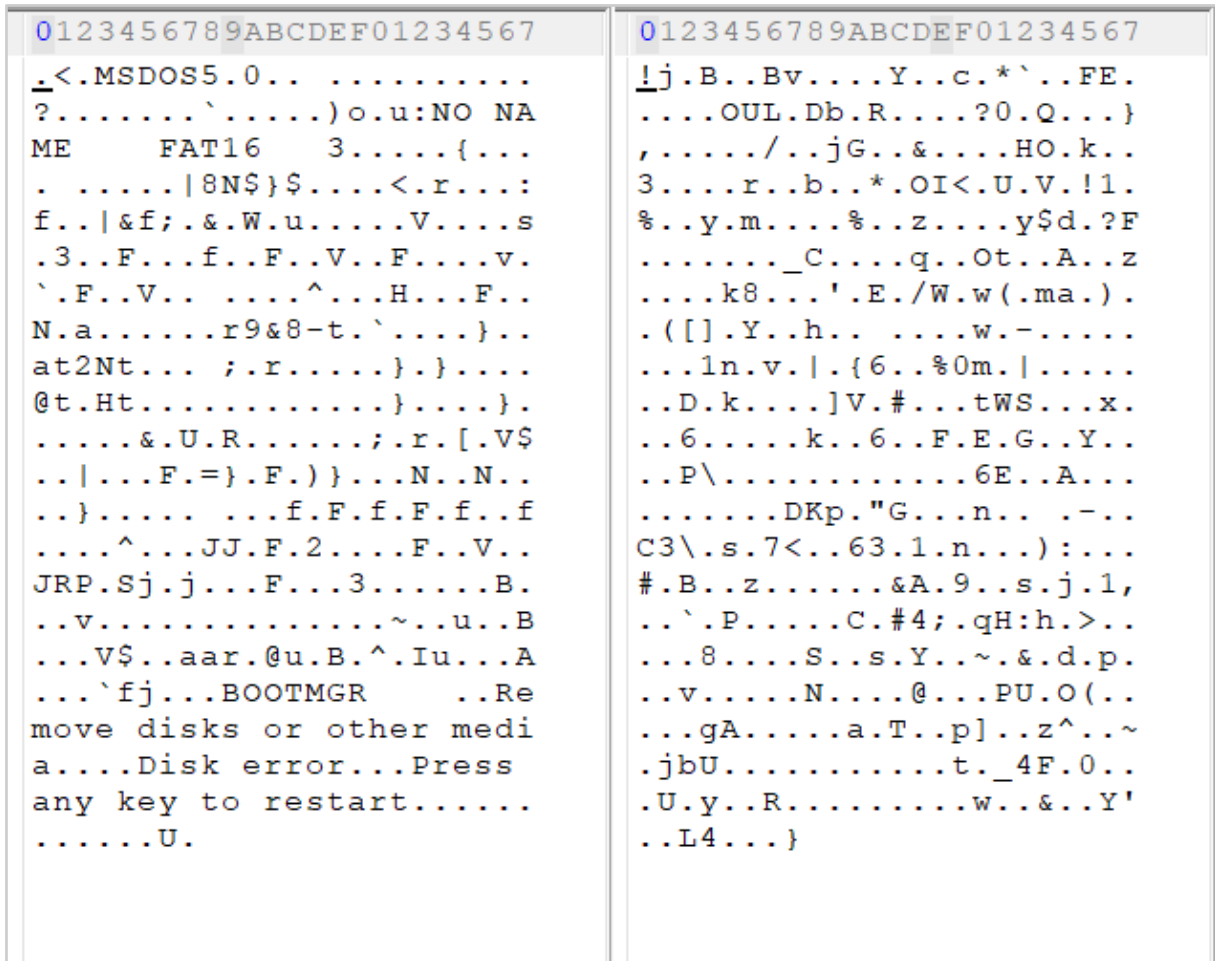 0123456789ABCDEF01234567
.<.MSDOS5.0.. ..........
?.......`.....)o.u:NO NA
ME    FAT16   3.....{...
. .....|8N$}$....<.r...:
f..|&f;.&.W.u.....V....s
.3..F...f..F..V..F....v.
`.F..V.. ....^...H...F..
N.a......r9&8-t.`....}..
at2Nt... ;.r.....}.}....
@t.Ht............}....}.
.....&.U.R......;.r.[.V$
..|...F.=}.F.)}...N..N..
..}..... ...f.F.f.F.f..f
....^...JJ.F.2....F..V..
JRP.Sj.j...F...3......B.
..v..............~..u..B
...V$..aar.@u.B.^.Iu...A
...`fj...BOOTMGR    ..Re
move disks or other medi
a....Disk error...Press
any key to restart......
......U.
0123456789ABCDEF01234567
!j.B..Bv....Y..c.*`..FE.
....OUL.Db.R....?0.Q...}
,...../..jG..&....HO.k..
3....r..b..*.OI<.U.V.!1.
%..y.m....%..z....y$d.?F
......._C....q..Ot..A..z
....k8...'.E./W.w(.ma.).
.([].Y..h.. ....w.-.....
...1n.v.|.{6..%0m.|.....
..D.k....]V.#...tWS...x.
..6.....k..6..F.E.G..Y..
..P\............6E..A...
.......DKp."G...n.. .-..
C3\.s.7<..63.1.n...):...
#.B..z.......&A.9..s.j.1,
..`.P.....C.#4;.qH:h.>..
...8....S..s.Y..~.&.d.p.
..v.....N....@...PU.O(..
...gA.....a.T..p]..z^..~
.jbU...........t._4F.0..
.U.y..R.........w..&..Y'
..L4...}